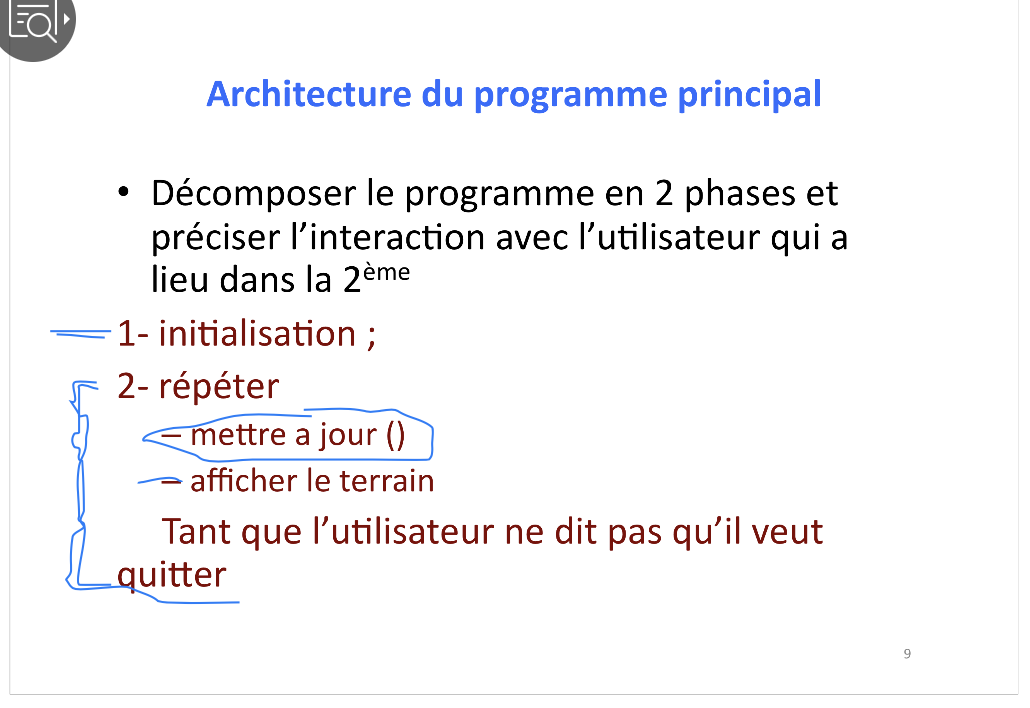 Architecture du programme principal
• Décomposer le programme en 2 phases et
préciser l’interaction avec l’utilisateur qui a
lieu dans la 2ème
1- initialisation ;
2- répéter
– mettre a jour ()
– afficher le terrain
Tant que l’utilisateur ne dit pas qu’il veut
quitter
9